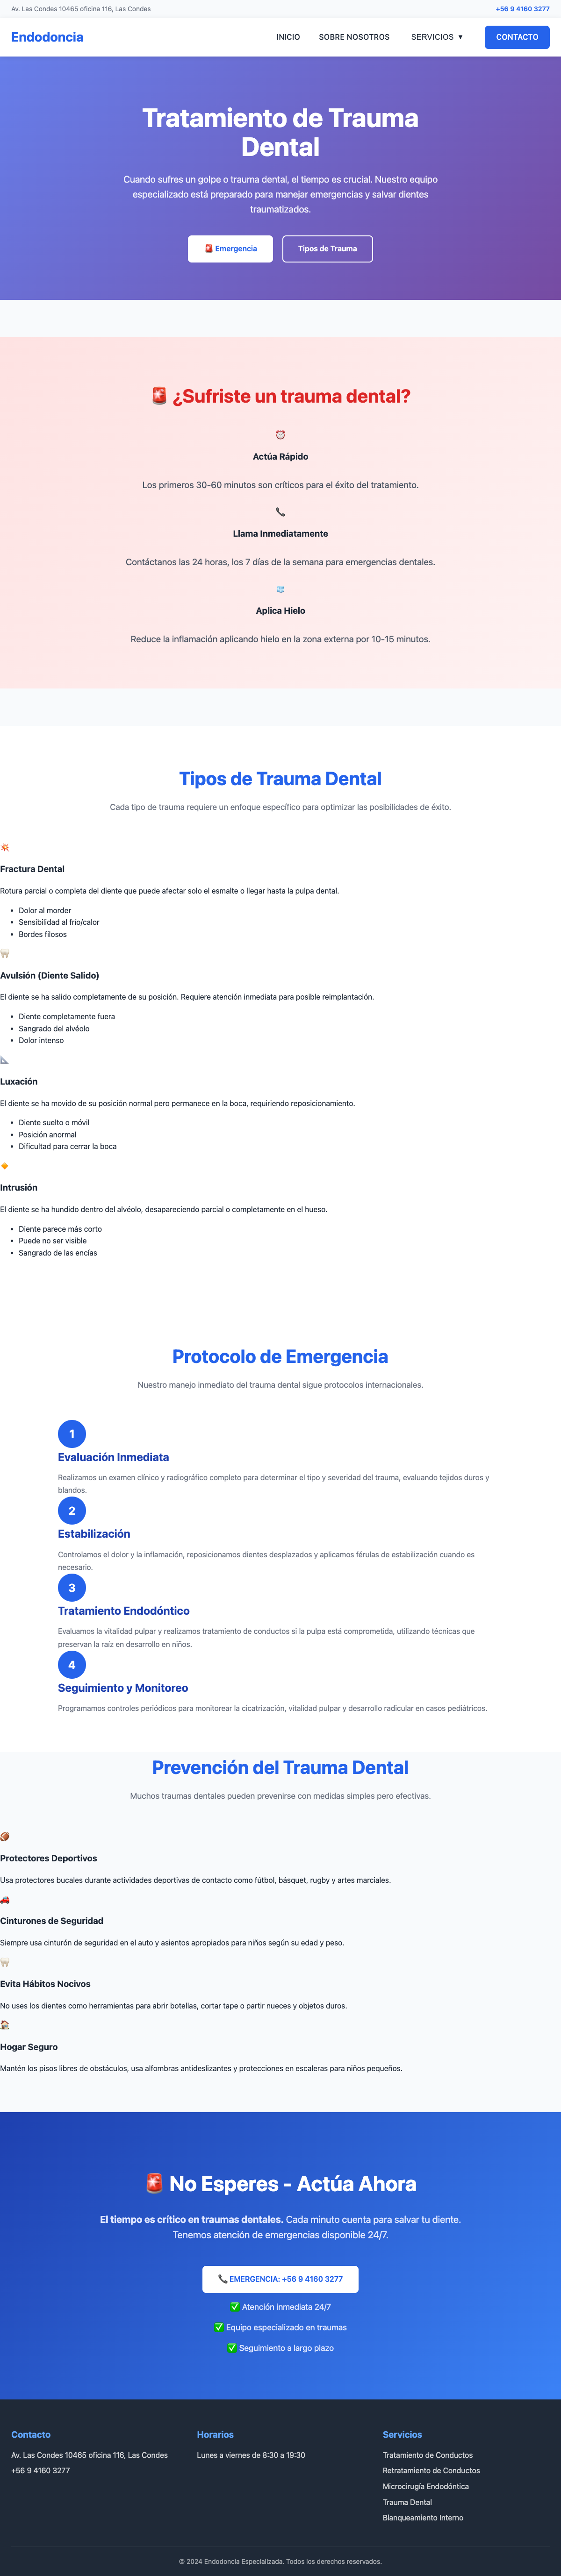 Av. Las Condes 10465 oficina 116, Las Condes
+56 9 4160 3277
Endodoncia
INICIO
SOBRE NOSOTROS
SERVICIOS ▼
CONTACTO
Tratamiento de Trauma
Dental
Cuando sufres un golpe o trauma dental, el tiempo es crucial. Nuestro equipo
especializado está preparado para manejar emergencias y salvar dientes
traumatizados.
🚨 Emergencia
Tipos de Trauma
🚨 ¿Sufriste un trauma dental?
⏰
Actúa Rápido
Los primeros 30-60 minutos son críticos para el éxito del tratamiento.
📞
Llama Inmediatamente
Contáctanos las 24 horas, los 7 días de la semana para emergencias dentales.
🧊
Aplica Hielo
Reduce la inflamación aplicando hielo en la zona externa por 10-15 minutos.
Tipos de Trauma Dental
Cada tipo de trauma requiere un enfoque específico para optimizar las posibilidades de éxito.
💥
Fractura Dental
Rotura parcial o completa del diente que puede afectar solo el esmalte o llegar hasta la pulpa dental.
• Dolor al morder
• Sensibilidad al frío/calor
• Bordes filosos
🦷
Avulsión (Diente Salido)
El diente se ha salido completamente de su posición. Requiere atención inmediata para posible reimplantación.
• Diente completamente fuera
• Sangrado del alvéolo
• Dolor intenso
📐
Luxación
El diente se ha movido de su posición normal pero permanece en la boca, requiriendo reposicionamiento.
• Diente suelto o móvil
• Posición anormal
• Dificultad para cerrar la boca
🔸
Intrusión
El diente se ha hundido dentro del alvéolo, desapareciendo parcial o completamente en el hueso.
• Diente parece más corto
• Puede no ser visible
• Sangrado de las encías
Protocolo de Emergencia
Nuestro manejo inmediato del trauma dental sigue protocolos internacionales.
1
Evaluación Inmediata
Realizamos un examen clínico y radiográfico completo para determinar el tipo y severidad del trauma, evaluando tejidos duros y
blandos.
2
Estabilización
Controlamos el dolor y la inflamación, reposicionamos dientes desplazados y aplicamos férulas de estabilización cuando es
necesario.
3
Tratamiento Endodóntico
Evaluamos la vitalidad pulpar y realizamos tratamiento de conductos si la pulpa está comprometida, utilizando técnicas que
preservan la raíz en desarrollo en niños.
4
Seguimiento y Monitoreo
Programamos controles periódicos para monitorear la cicatrización, vitalidad pulpar y desarrollo radicular en casos pediátricos.
Prevención del Trauma Dental
Muchos traumas dentales pueden prevenirse con medidas simples pero efectivas.
🏈
Protectores Deportivos
Usa protectores bucales durante actividades deportivas de contacto como fútbol, básquet, rugby y artes marciales.
🚗
Cinturones de Seguridad
Siempre usa cinturón de seguridad en el auto y asientos apropiados para niños según su edad y peso.
🦷
Evita Hábitos Nocivos
No uses los dientes como herramientas para abrir botellas, cortar tape o partir nueces y objetos duros.
🏠
Hogar Seguro
Mantén los pisos libres de obstáculos, usa alfombras antideslizantes y protecciones en escaleras para niños pequeños.
🚨 No Esperes - Actúa Ahora
El tiempo es crítico en traumas dentales. Cada minuto cuenta para salvar tu diente.
Tenemos atención de emergencias disponible 24/7.
📞 EMERGENCIA: +56 9 4160 3277
✅ Atención inmediata 24/7
✅ Equipo especializado en traumas
✅ Seguimiento a largo plazo
Contacto
Av. Las Condes 10465 oficina 116, Las Condes
+56 9 4160 3277
Horarios
Lunes a viernes de 8:30 a 19:30
Servicios
Tratamiento de Conductos
Retratamiento de Conductos
Microcirugía Endodóntica
Trauma Dental
Blanqueamiento Interno
© 2024 Endodoncia Especializada. Todos los derechos reservados.